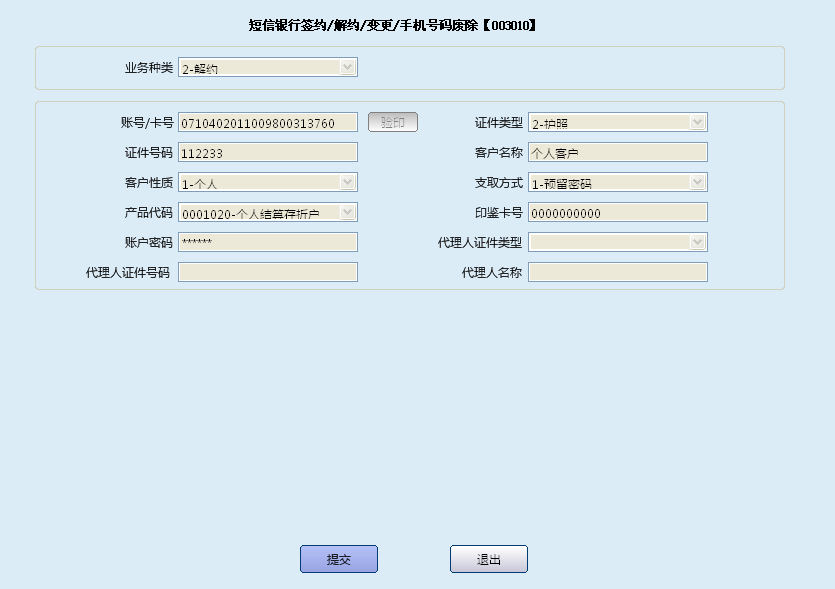 短信银行签约/解约/变更/手机号码废除【003010】
业务种类 2-解约
账号/卡号 0710402011009800313760 验印 证件类型 2-护照
证件号码 112233 客户名称 个人客户
客户性质 1-个人 支取方式 1-预留密码
产品代码 0001020-个人结算存折户 印鉴卡号 0000000000
账户密码 ****** 代理人证件类型
代理人证件号码 代理人名称
提交 退出